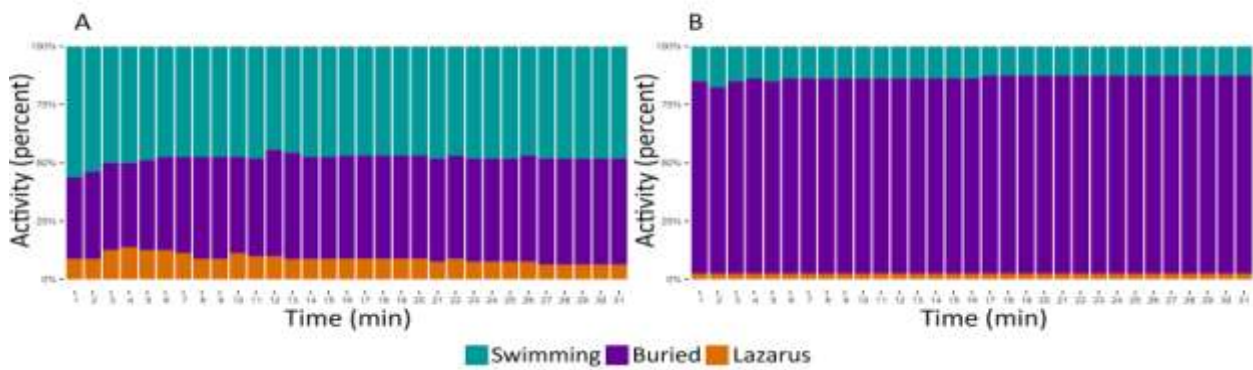 A
B
Activity (percent)
100%
75%
50%
25%
0%
1 2 3 4 5 6 7 8 9 10 11 12 13 14 15 16 17 18 19 20 21 22 23 24 25 26 27 28 29 30 31
Time (min)
Activity (percent)
100%
75%
50%
25%
0%
1 2 3 4 5 6 7 8 9 10 11 12 13 14 15 16 17 18 19 20 21 22 23 24 25 26 27 28 29 30 31
Time (min)
Swimming Buried Lazarus